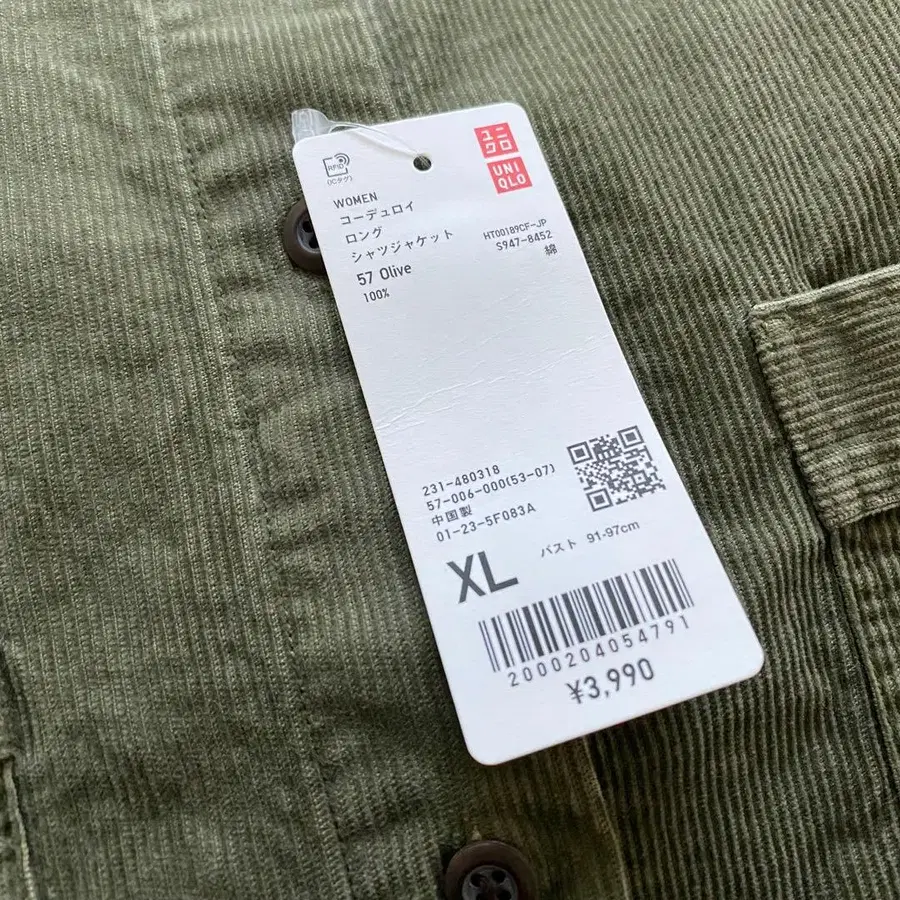 RFID
(ICタグ)
ユニ
クロ
UNI
QLO
WOMEN
コーデュロイ
ロング
シャツジャケット
57 Olive
100%
HT00189CF-JP
S947-8452
綿
231-480318
57-006-000(53-07)
中国製
01-23-5F083A
XL バスト 91-97cm
2000204054791
¥3,990